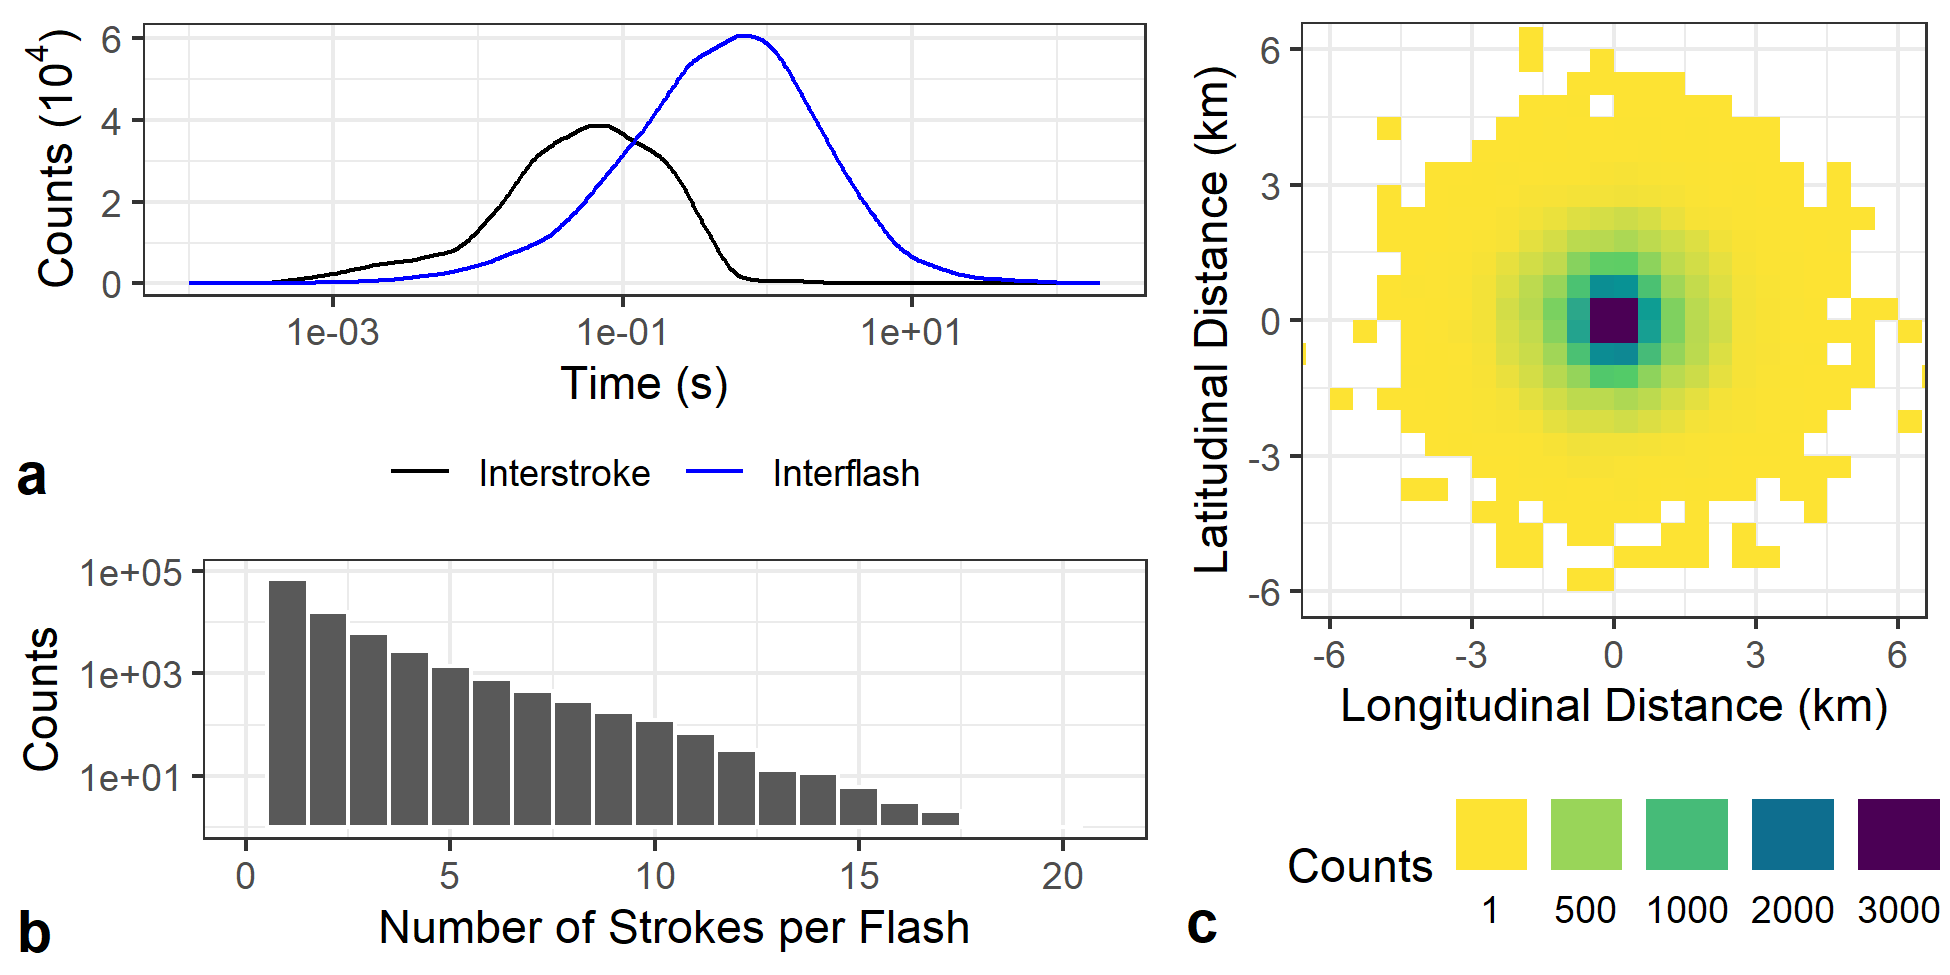 6
4
2
0
Counts (10⁴)
1e-03 1e-01 1e+01
Time (s)
Interstroke Interflash
a
1e+05
1e+03
1e+01
Counts
0 5 10 15 20
Number of Strokes per Flash
b
6
3
0
-3
-6
Latitudinal Distance (km)
-6 -3 0 3 6
Longitudinal Distance (km)
Counts
1 500 1000 2000 3000
c